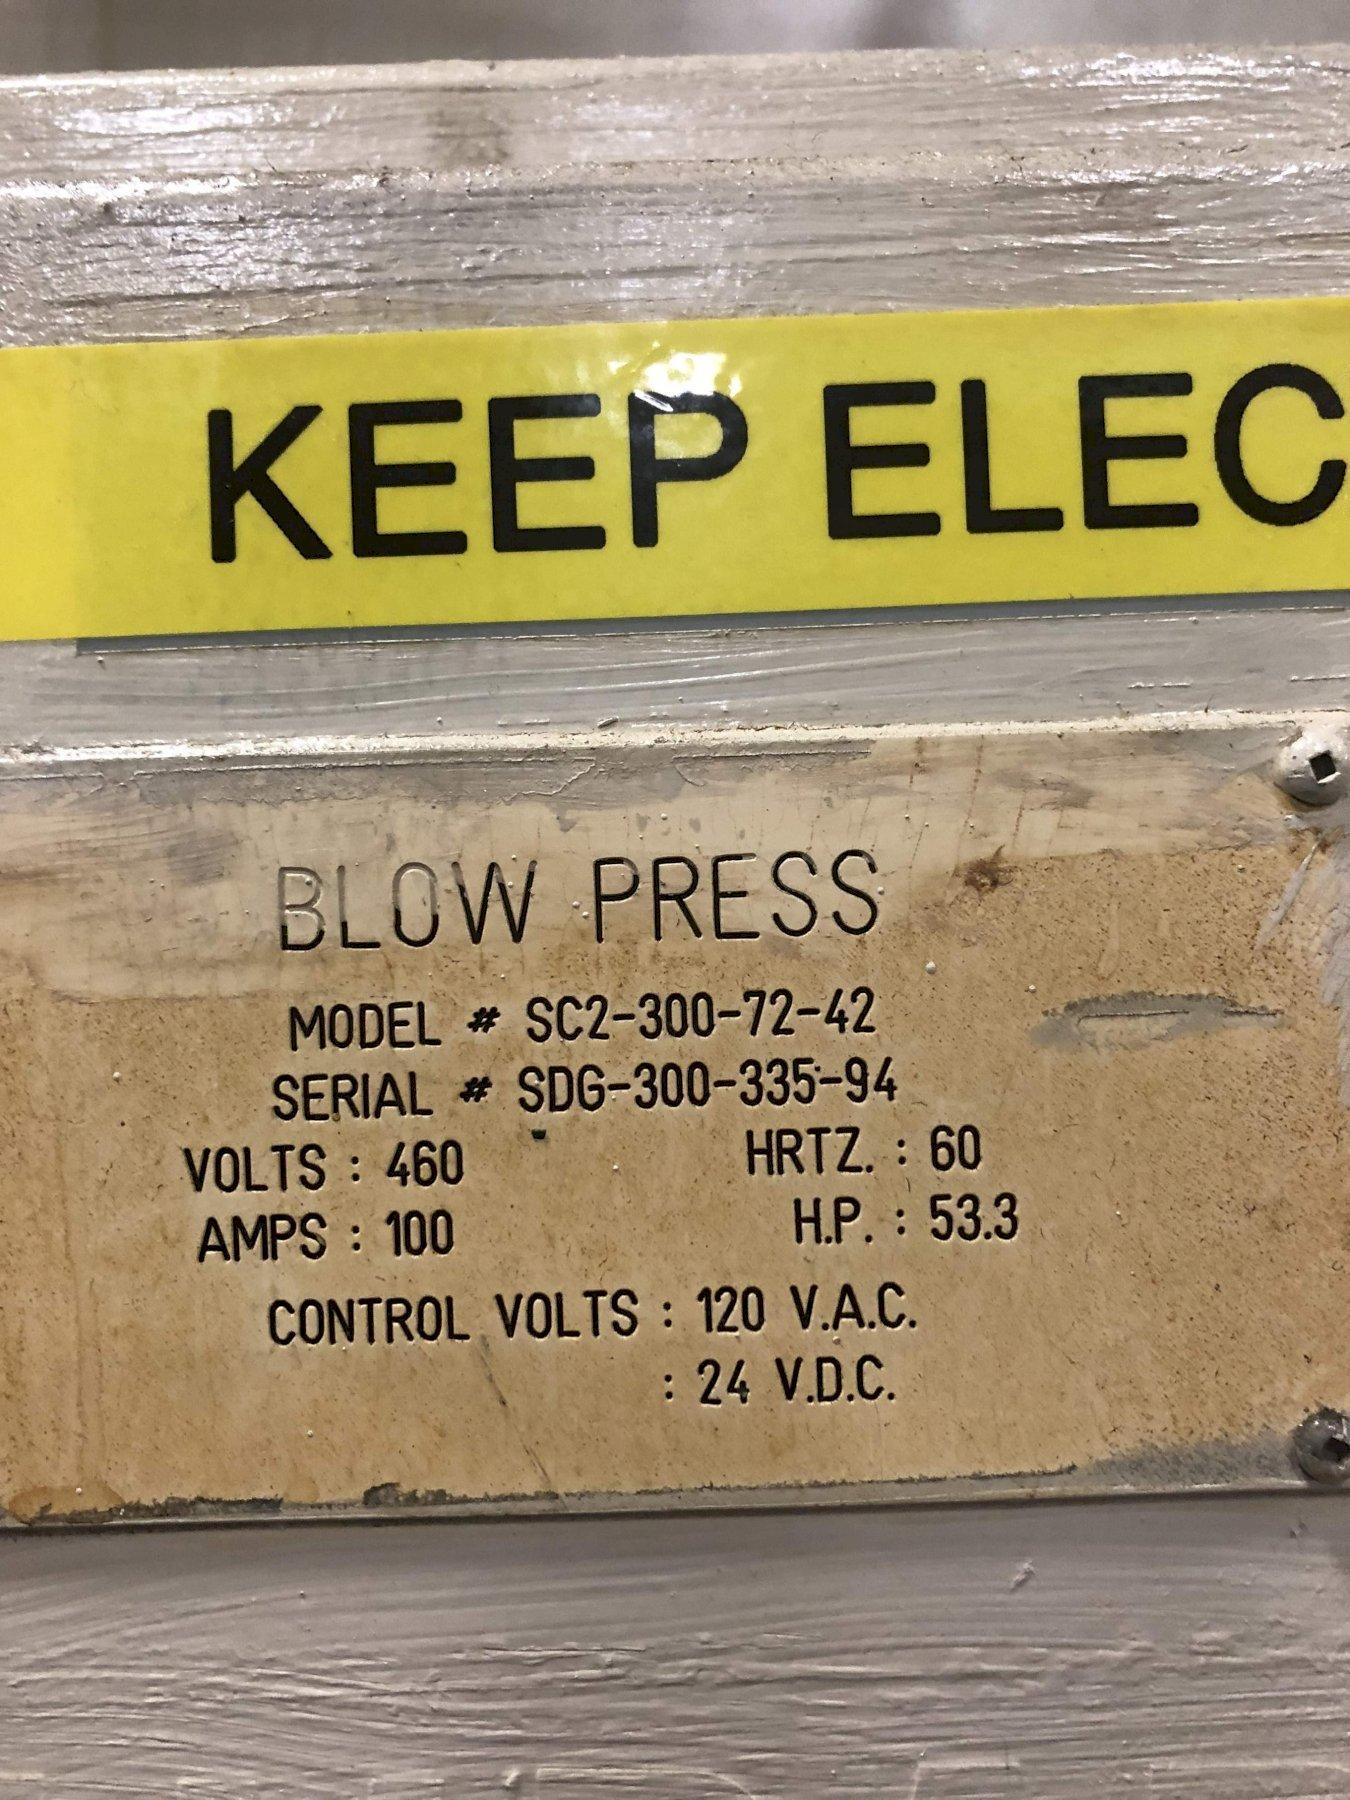 KEEP ELEC
BLOW PRESS
MODEL # SC2-300-72-42
SERIAL # SDG-300-335-94
VOLTS : 460 HRTZ. : 60
AMPS : 100 H.P. : 53.3
CONTROL VOLTS : 120 V.A.C.
: 24 V.D.C.